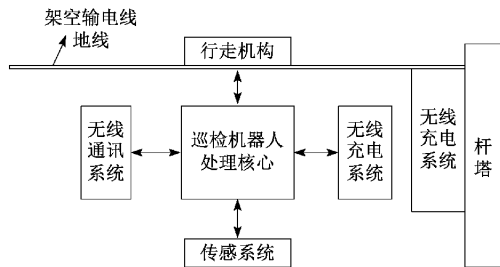 架空输电线
地线
行走机构
无线
通讯
系统
巡检机器人
处理核心
无线
充电
系统
无线
充电
系统
杆
塔
传感系统